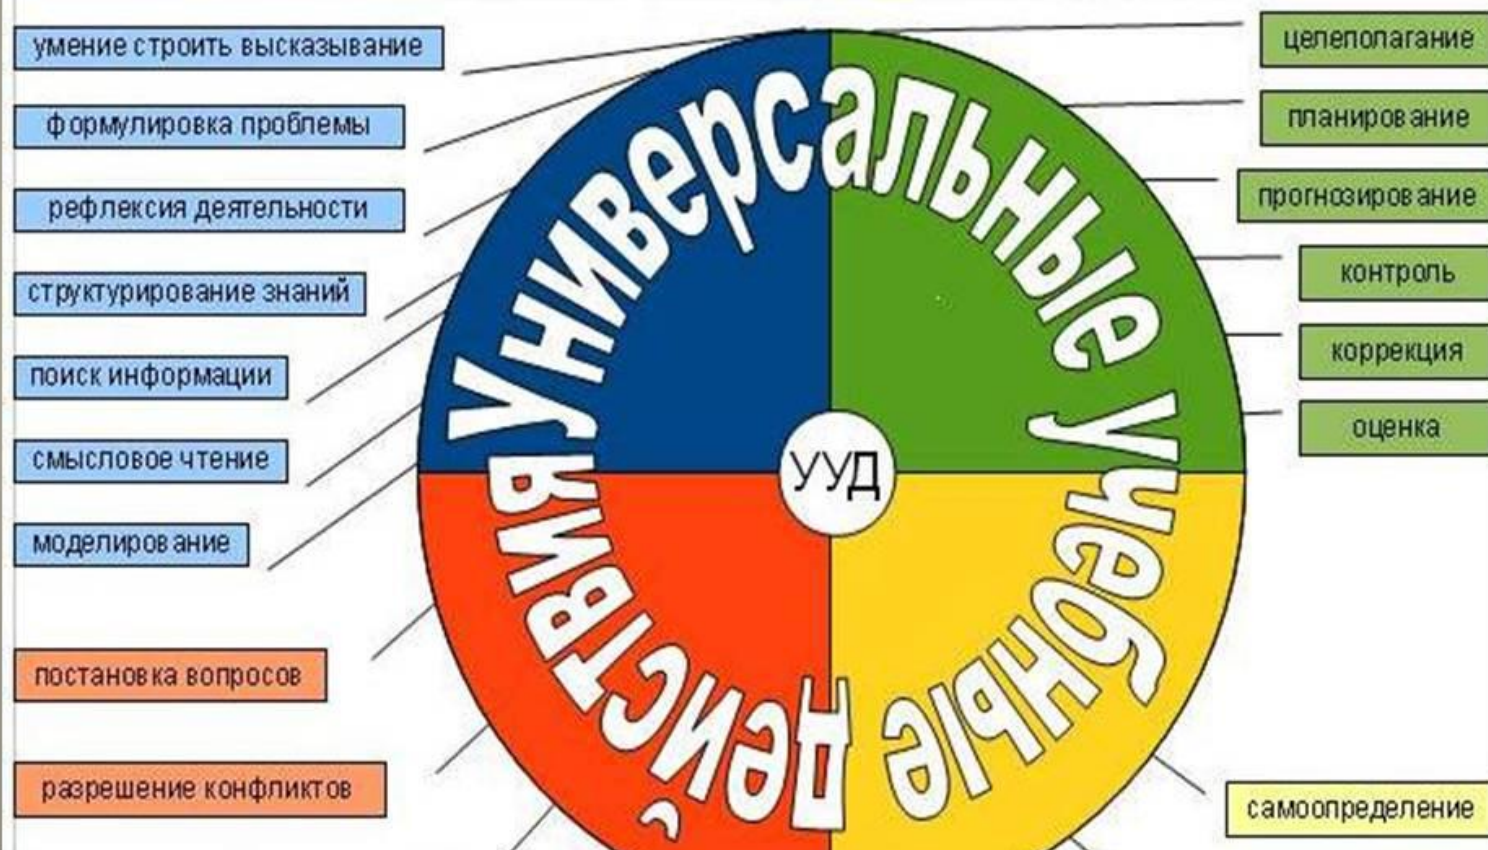 умение строить высказывание
формулировка проблемы
рефлексия деятельности
структурирование знаний
поиск информации
смысловое чтение
моделирование
постановка вопросов
разрешение конфликтов
Универсальные учебные действия
УУД
целеполагание
планирование
прогнозирование
контроль
коррекция
оценка
самоопределение